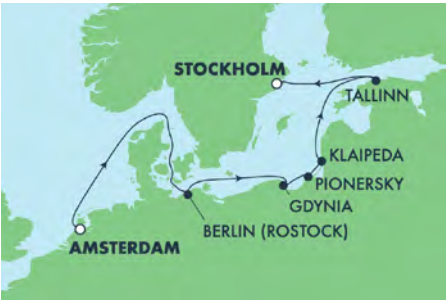 STOCKHOLM
TALLINN
KLAIPEDA
PIONERSKY
GDYNIA
BERLIN (ROSTOCK)
AMSTERDAM